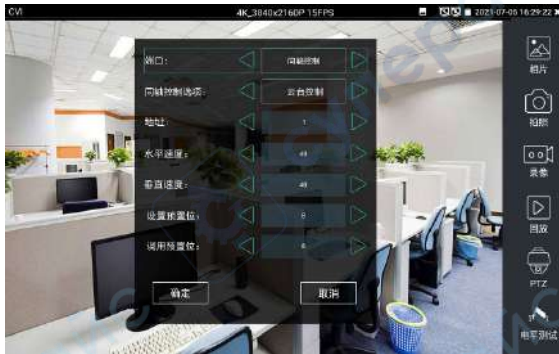 CVI 4K_3840x2160P 15FPS 2021-07-05 16:29:22
端口： 同轴控制
同轴控制选项： 云台控制
地址： 1
水平速度： 40
垂直速度： 40
设置预置位： 8
调用预置位： 8
确定 取消
相片
拍照
录像
回放
PTZ
电平测试